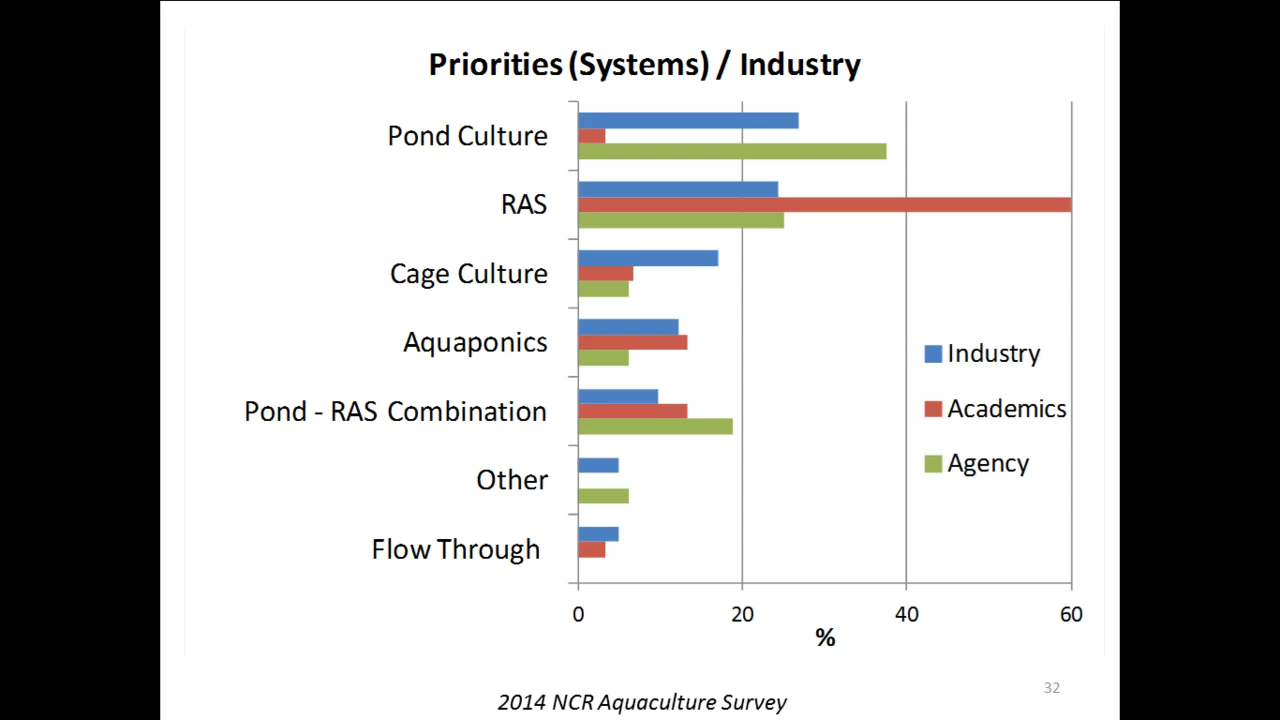 Priorities (Systems) / Industry
Pond Culture
RAS
Cage Culture
Aquaponics
Pond - RAS Combination
Other
Flow Through
Industry
Academics
Agency
0 20 40 60
%
2014 NCR Aquaculture Survey
32